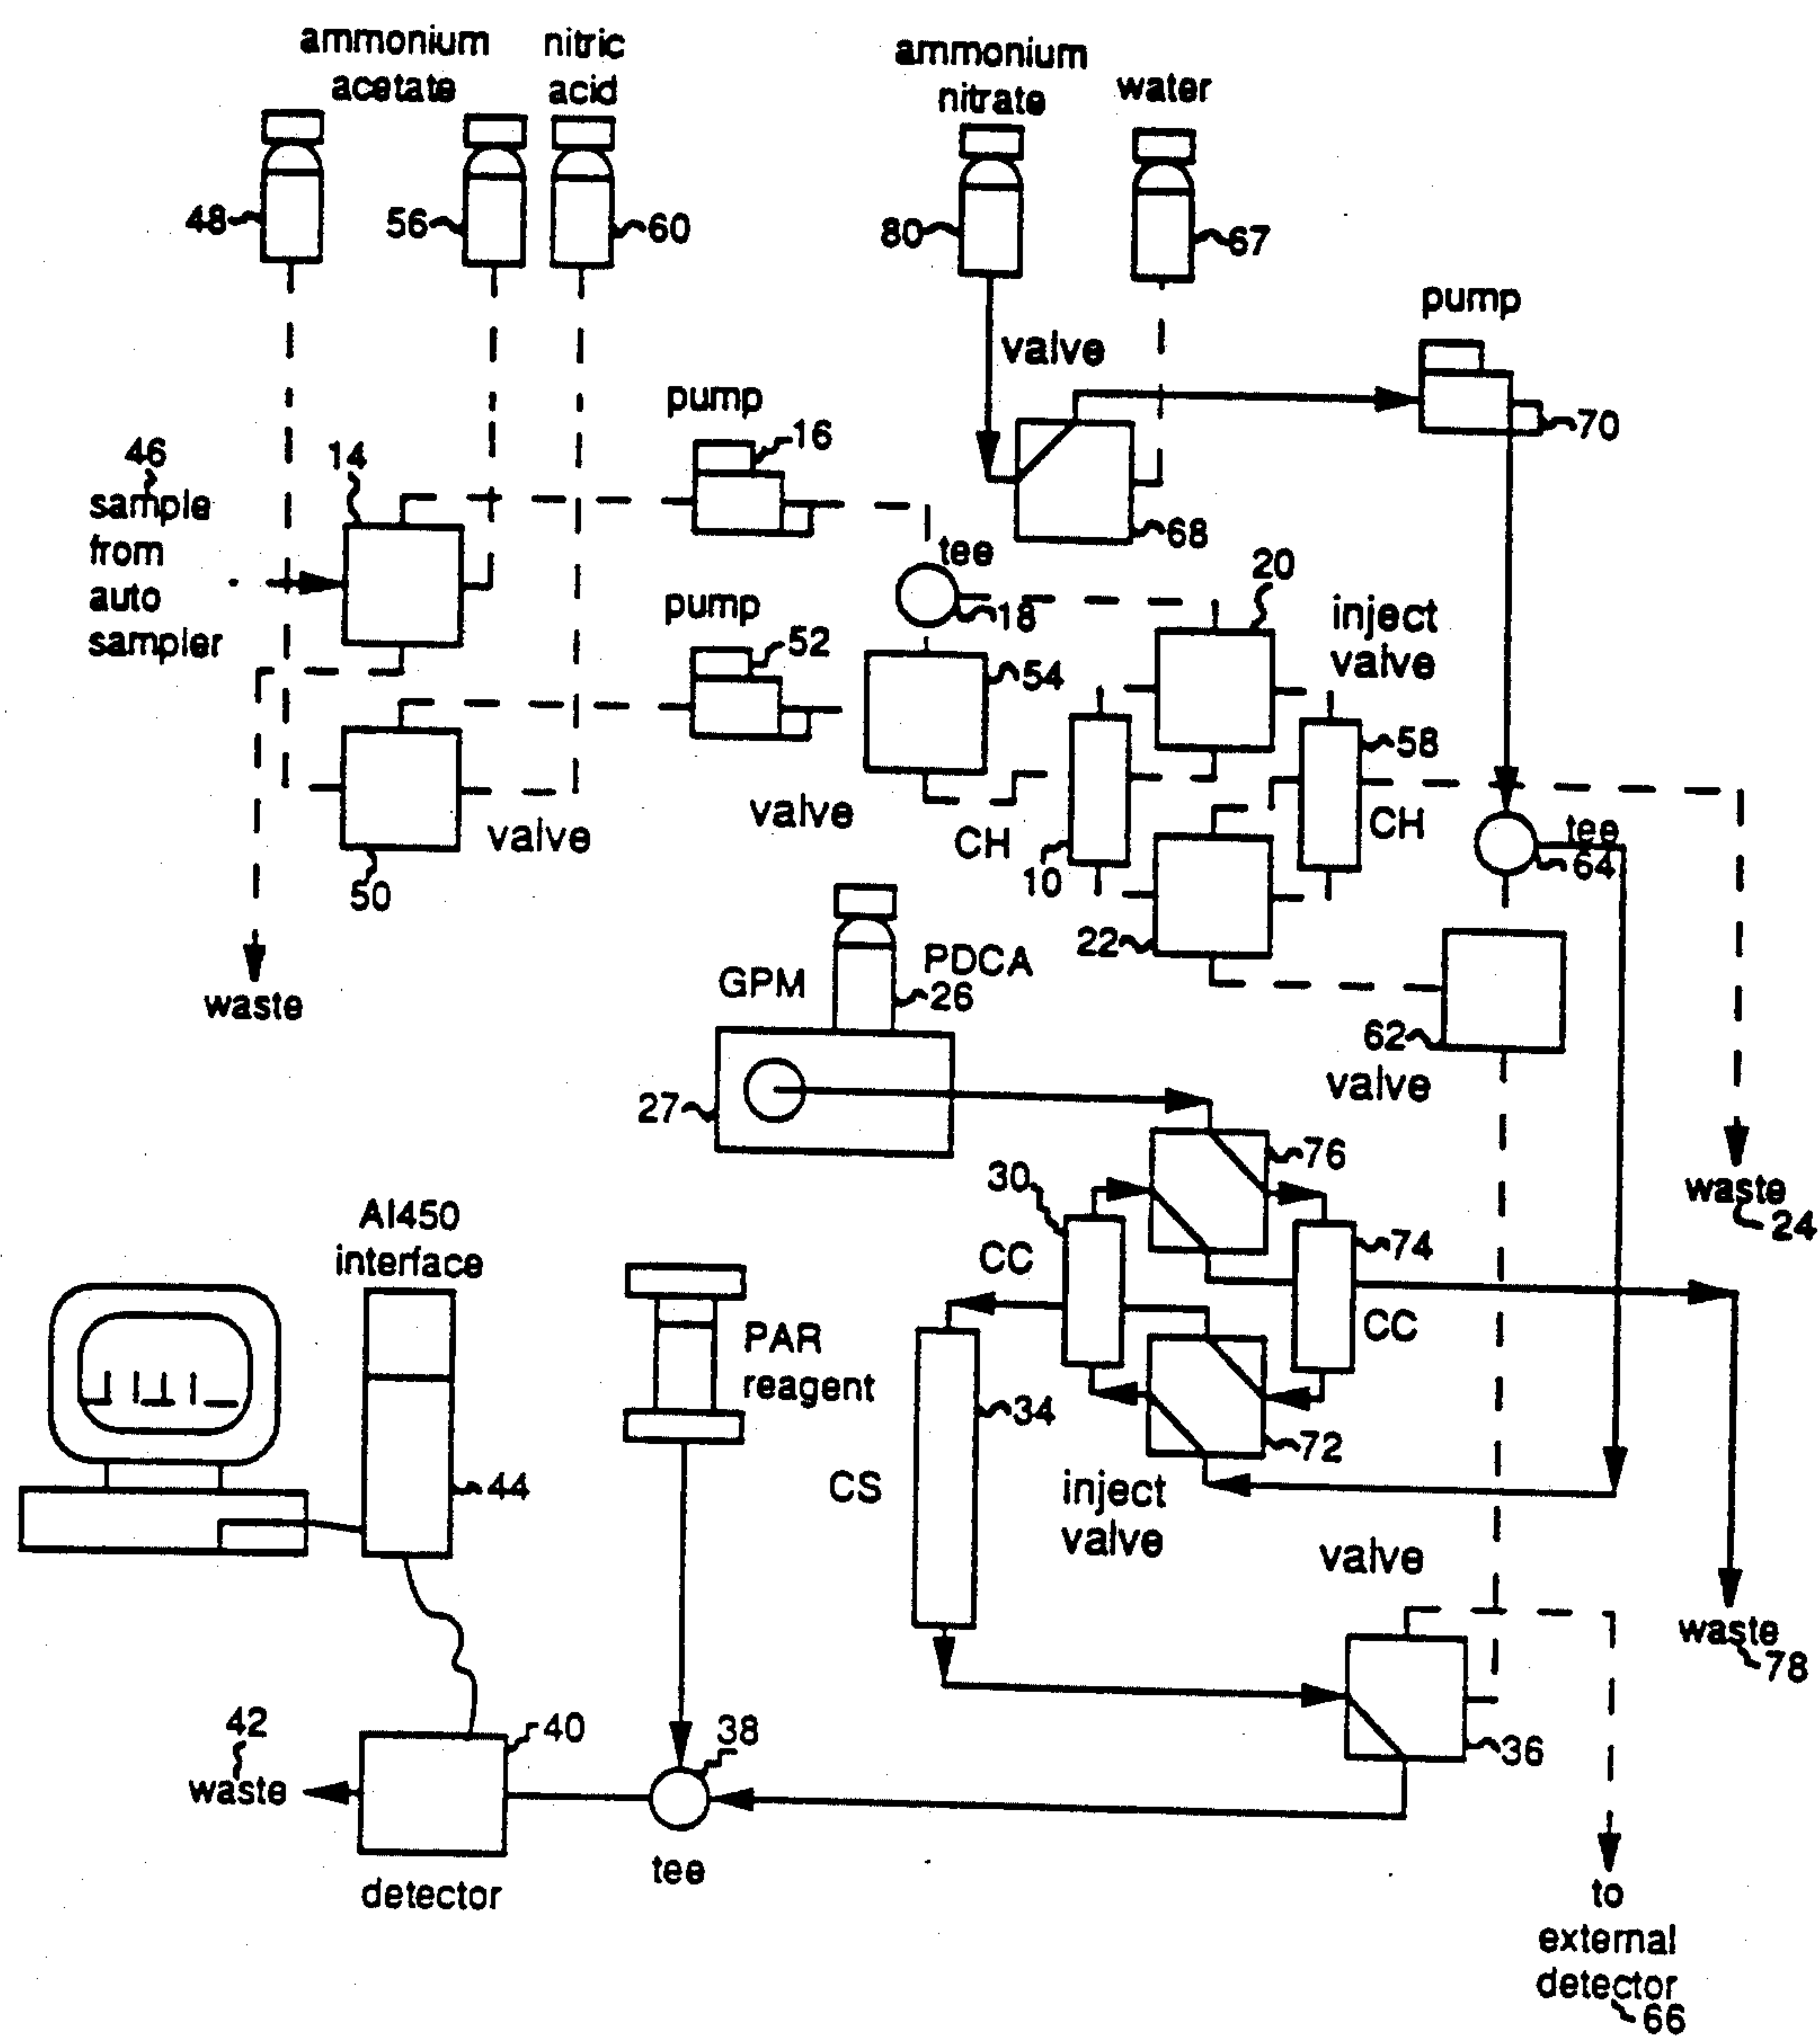 ammonium
acetate
nitric
acid
ammonium
nitrate
water
48
56
60
80
67
pump
valve
70
pump
16
46
sample
from
auto
sampler
14
68
tee
18
20
inject
valve
pump
52
54
58
valve
50
valve
CH
10
CH
tee
64
22
waste
GPM
PDCA
26
62
valve
27
76
30
waste
24
AI450
interface
CC
74
CC
PAR
reagent
34
72
44
CS
inject
valve
valve
waste
78
42
waste
40
38
36
detector
tee
to
external
detector
66